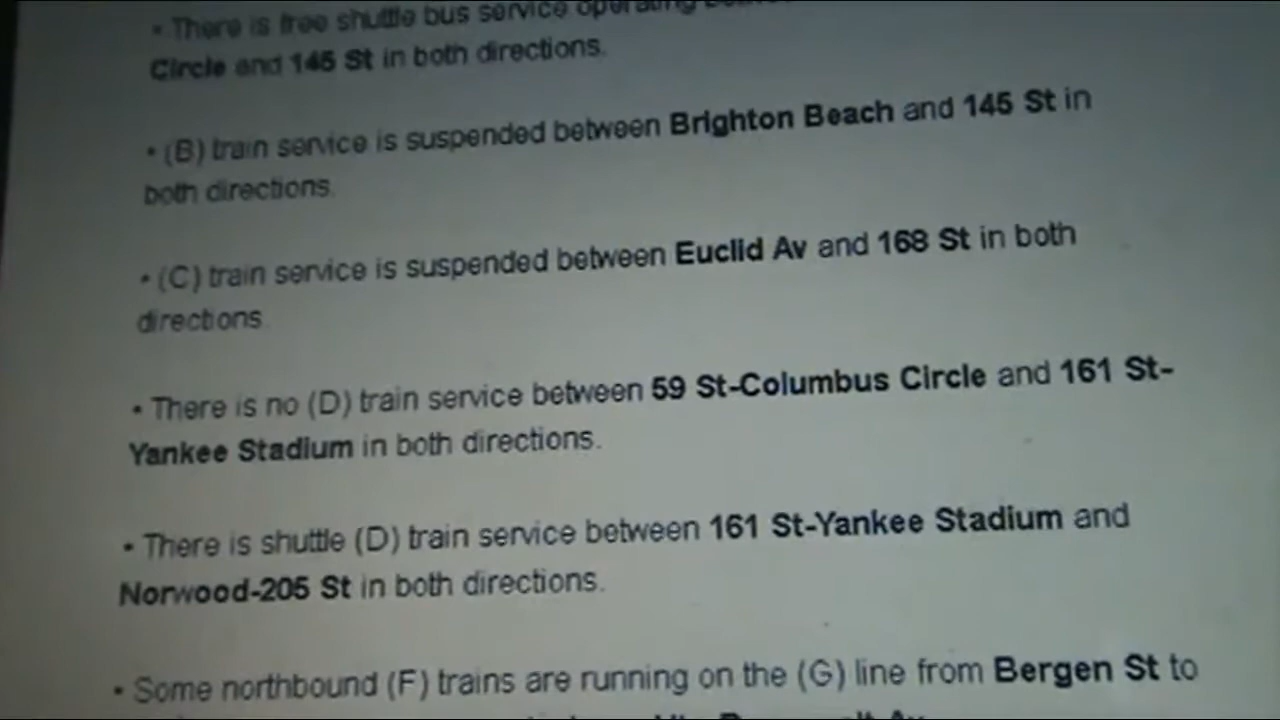 • There is free shuttle bus service operating
Circle and 145 St in both directions.
• (B) train service is suspended between Brighton Beach and 145 St in
both directions.
• (C) train service is suspended between Euclid Av and 168 St in both
directions.
• There is no (D) train service between 59 St-Columbus Circle and 161 St-
Yankee Stadium in both directions.
• There is shuttle (D) train service between 161 St-Yankee Stadium and
Norwood-205 St in both directions.
• Some northbound (F) trains are running on the (G) line from Bergen St to